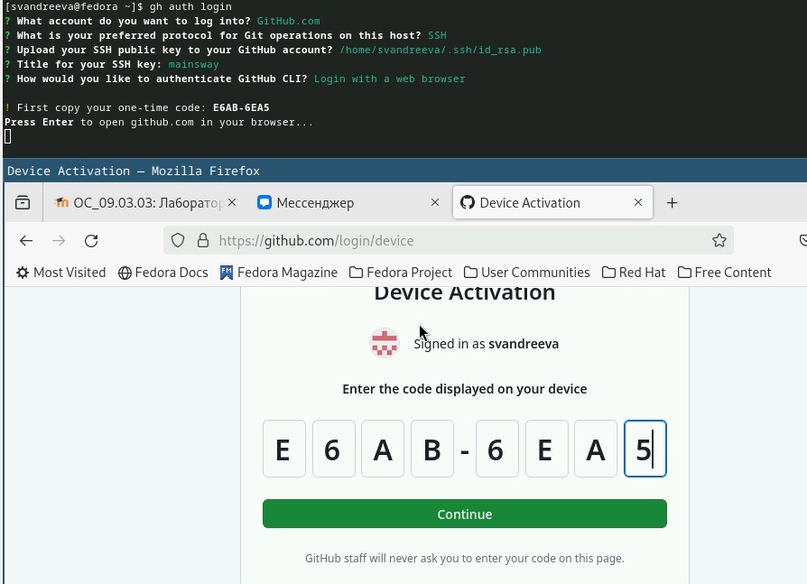 [svandreeva@fedora ~]$ gh auth login
? What account do you want to log into? GitHub.com
? What is your preferred protocol for Git operations on this host? SSH
? Upload your SSH public key to your GitHub account? /home/svandreeva/.ssh/id_rsa.pub
? Title for your SSH key: mainsway
? How would you like to authenticate GitHub CLI? Login with a web browser
! First copy your one-time code: E6AB-6EA5
Press Enter to open github.com in your browser...
Device Activation — Mozilla Firefox
ОС_09.03.03: Лаборатор Мессенджер Device Activation
https://github.com/login/device
Most Visited Fedora Docs Fedora Magazine Fedora Project User Communities Red Hat Free Content
Device Activation
Signed in as svandreeva
Enter the code displayed on your device
E 6 A B - 6 E A 5
Continue
GitHub staff will never ask you to enter your code on this page.